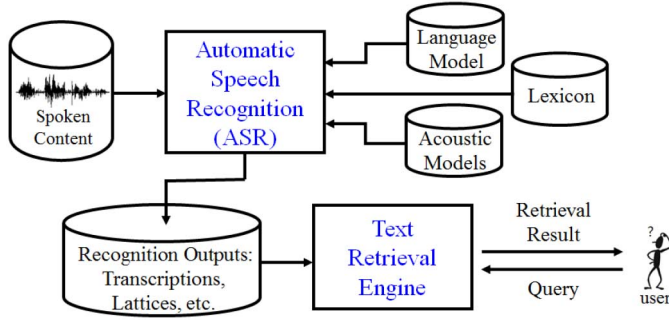 Spoken
Content
Automatic
Speech
Recognition
(ASR)
Language
Model
Lexicon
Acoustic
Models
Recognition Outputs:
Transcriptions,
Lattices, etc.
Text
Retrieval
Engine
Retrieval
Result
Query
?
user